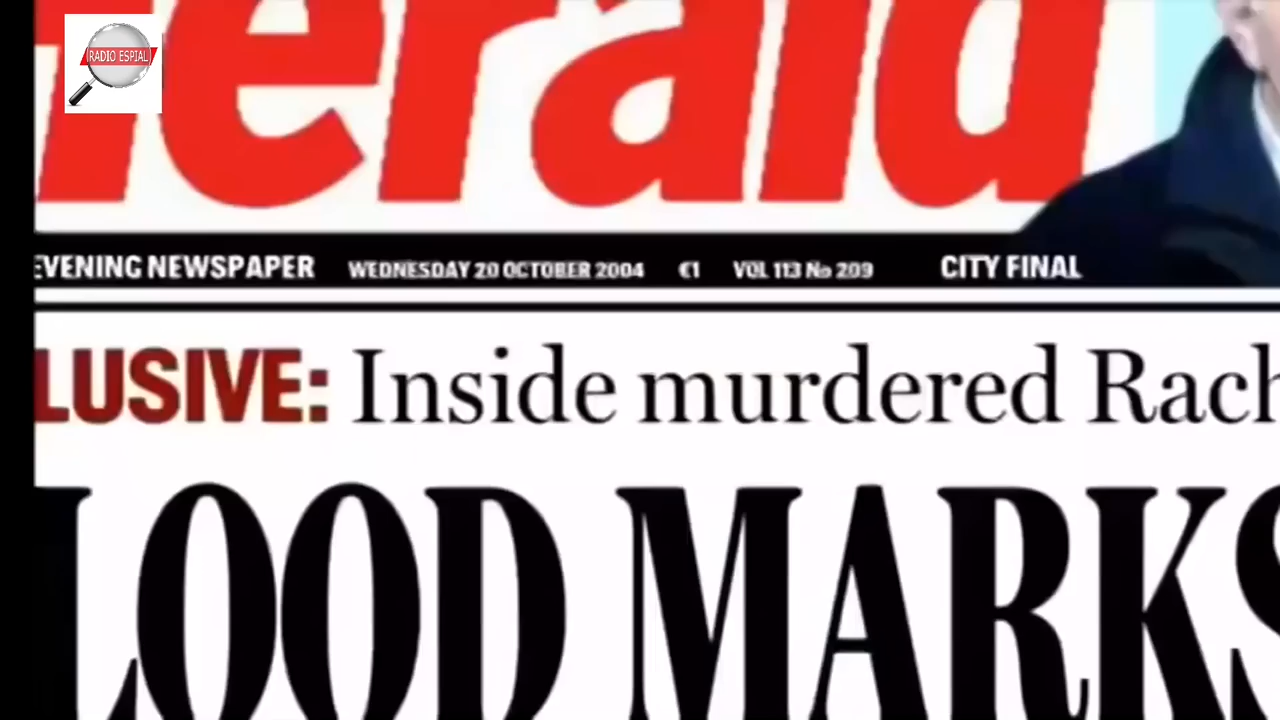 RADIO ESPIAL
Herald
EVENING NEWSPAPER WEDNESDAY 20 OCTOBER 2004 €1 VOL 113 No 209 CITY FINAL
LUSIVE: Inside murdered Rach
LOOD MARKS